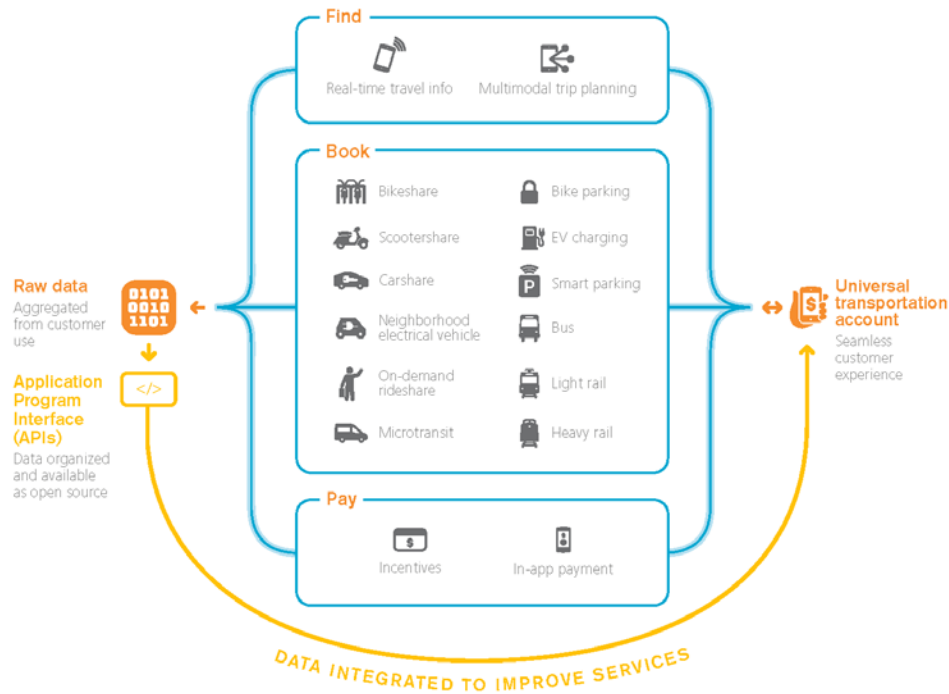 Find
Real-time travel info
Multimodal trip planning
Book
Bikeshare
Bike parking
Scootershare
EV charging
Carshare
Smart parking
Neighborhood
electrical vehicle
Bus
On-demand
rideshare
Light rail
Microtransit
Heavy rail
Pay
Incentives
In-app payment
Raw data
Aggregated
from customer
use
0101
0010
1101
Application
Program
Interface
(APIs)
Data organized
and available
as open source
</>
Universal
transportation
account
Seamless
customer
experience
P
$
$
DATA INTEGRATED TO IMPROVE SERVICES